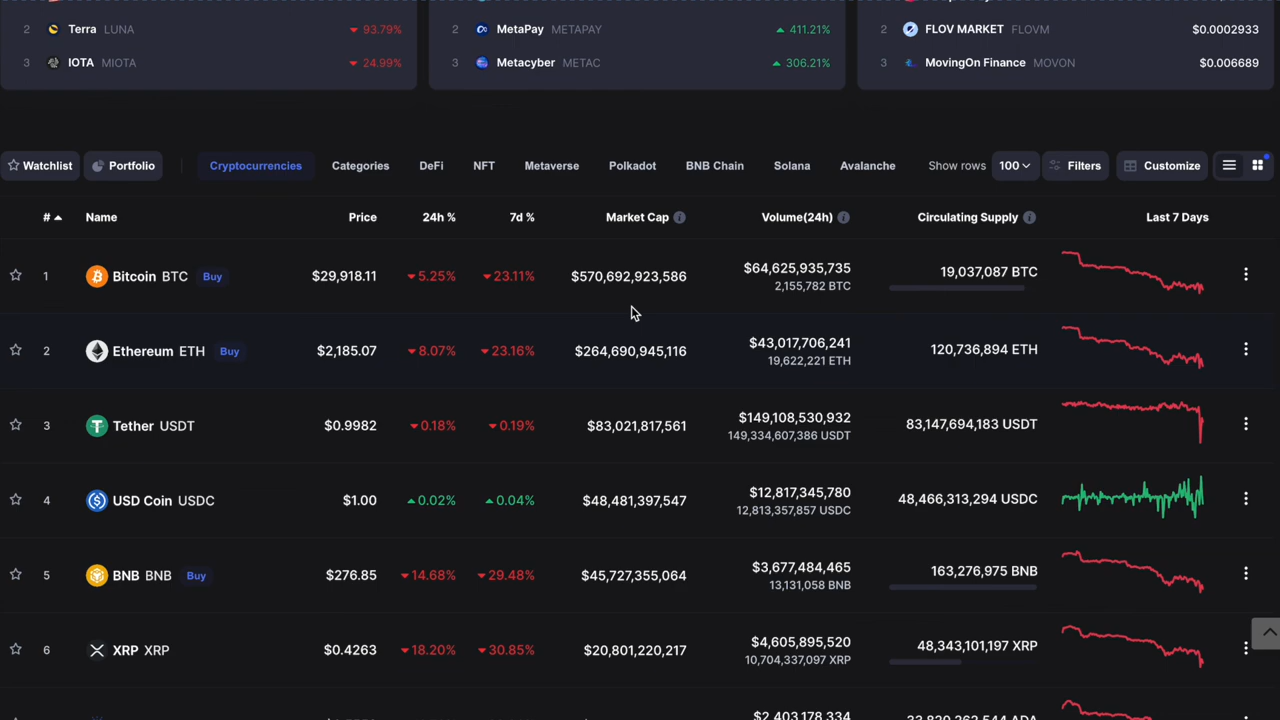 2 Terra LUNA 93.79%
3 IOTA MIOTA 24.99%
2 MetaPay METAPAY 411.21%
3 Metacyber METAC 306.21%
2 FLOV MARKET FLOVM $0.0002933
3 MovingOn Finance MOVON $0.006689
Watchlist Portfolio Cryptocurrencies Categories DeFi NFT Metaverse Polkadot BNB Chain Solana Avalanche Show rows 100 Filters Customize
# Name Price 24h % 7d % Market Cap Volume(24h) Circulating Supply Last 7 Days
1 Bitcoin BTC Buy $29,918.11 5.25% 23.11% $570,692,923,586 $64,625,935,735 19,037,087 BTC
2,155,782 BTC
2 Ethereum ETH Buy $2,185.07 8.07% 23.16% $264,690,945,116 $43,017,706,241 120,736,894 ETH
19,622,221 ETH
3 Tether USDT $0.9982 0.18% 0.19% $83,021,817,561 $149,108,530,932 83,147,694,183 USDT
149,334,607,386 USDT
4 USD Coin USDC $1.00 0.02% 0.04% $48,481,397,547 $12,817,345,780 48,466,313,294 USDC
12,813,357,857 USDC
5 BNB BNB Buy $276.85 14.68% 29.48% $45,727,355,064 $3,677,484,465 163,276,975 BNB
13,131,058 BNB
6 XRP XRP $0.4263 18.20% 30.85% $20,801,220,217 $4,605,895,520 48,343,101,197 XRP
10,704,337,097 XRP
$2,403,178,334 33,820,262,544 ADA